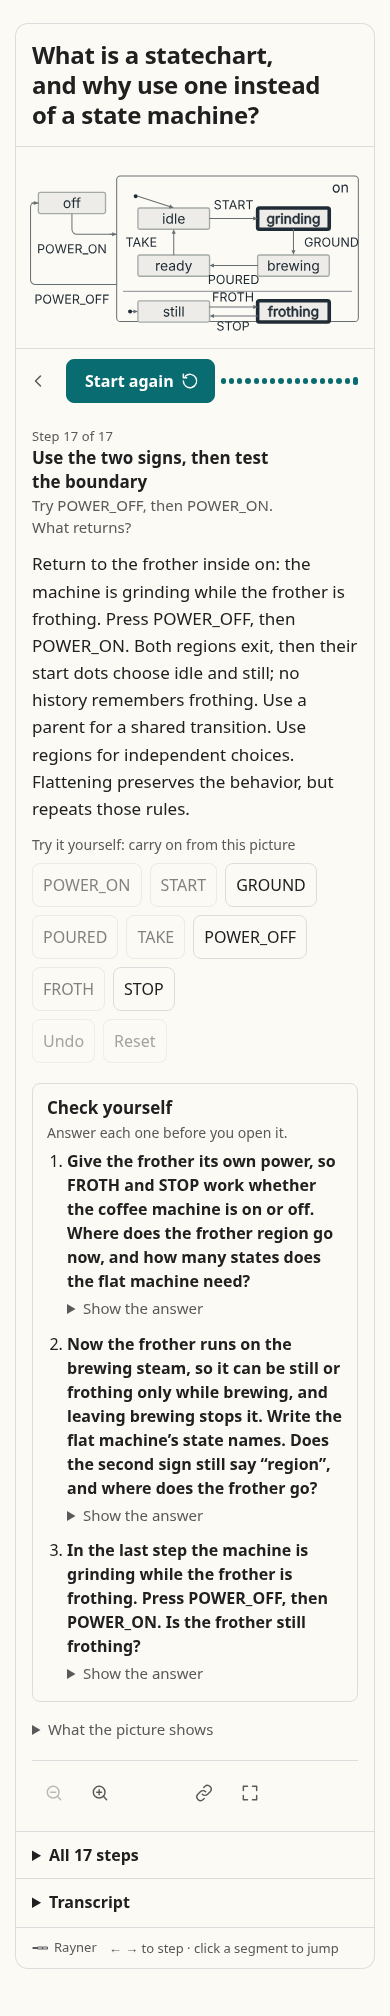 What is a statechart,
and why use one instead
of a state machine?
on
off
idle
START
grinding
POWER_ON
TAKE
GROUND
ready
brewing
POURED
POWER_OFF
FROTH
still
frothing
STOP
Start again
Step 17 of 17
Use the two signs, then test
the boundary
Try POWER_OFF, then POWER_ON.
What returns?
Return to the frother inside on: the
machine is grinding while the frother is
frothing. Press POWER_OFF, then
POWER_ON. Both regions exit, then their
start dots choose idle and still; no
history remembers frothing. Use a
parent for a shared transition. Use
regions for independent choices.
Flattening preserves the behavior, but
repeats those rules.
Try it yourself: carry on from this picture
POWER_ON START GROUND
POURED TAKE POWER_OFF
FROTH STOP
Undo Reset
Check yourself
Answer each one before you open it.
1. Give the frother its own power, so
FROTH and STOP work whether
the coffee machine is on or off.
Where does the frother region go
now, and how many states does
the flat machine need?
Show the answer
2. Now the frother runs on the
brewing steam, so it can be still or
frothing only while brewing, and
leaving brewing stops it. Write the
flat machine’s state names. Does
the second sign still say “region”,
and where does the frother go?
Show the answer
3. In the last step the machine is
grinding while the frother is
frothing. Press POWER_OFF, then
POWER_ON. Is the frother still
frothing?
Show the answer
What the picture shows
All 17 steps
Transcript
Rayner ← → to step · click a segment to jump